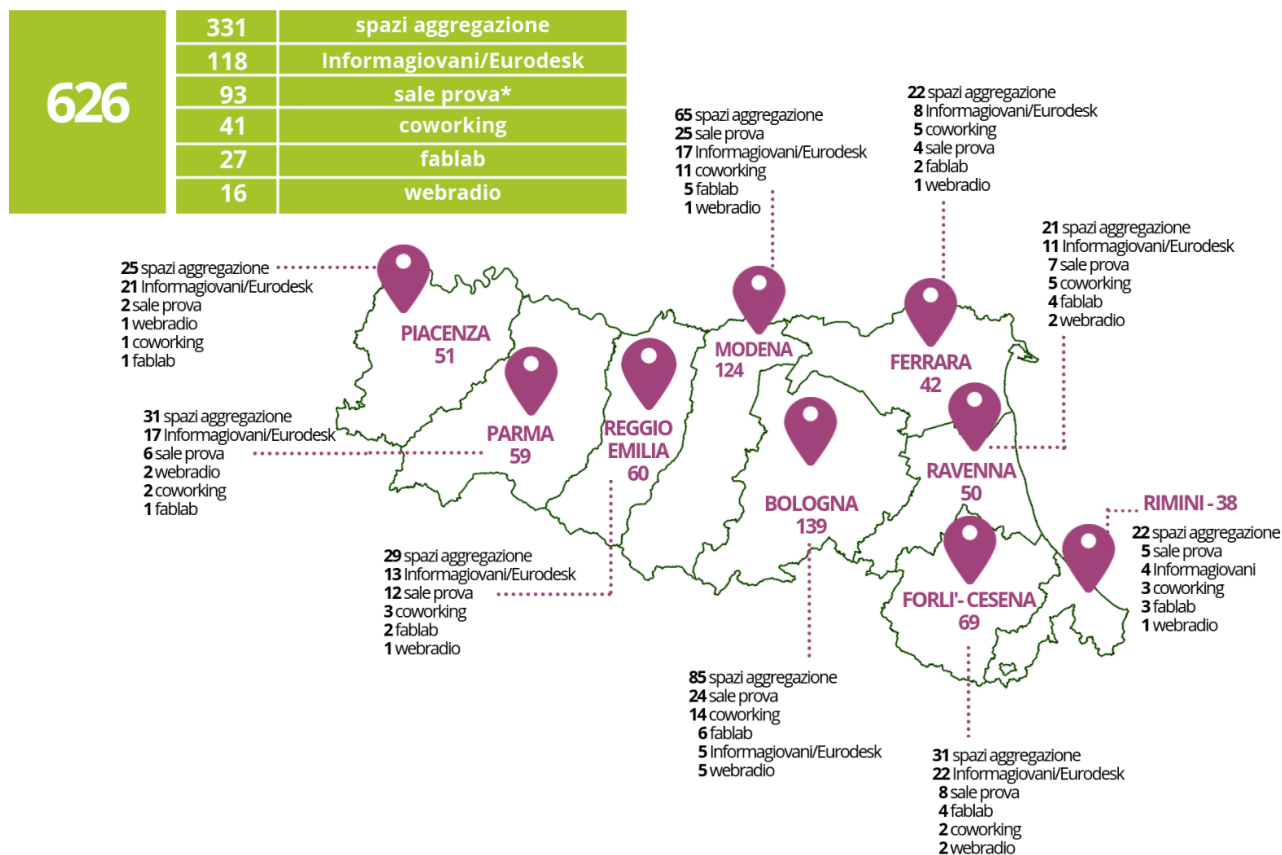 626
331 spazi aggregazione
118 Informagiovani/Eurodesk
93 sale prova*
41 coworking
27 fablab
16 webradio
65 spazi aggregazione
25 sale prova
17 Informagiovani/Eurodesk
11 coworking
5 fablab
1 webradio
22 spazi aggregazione
8 Informagiovani/Eurodesk
5 coworking
4 sale prova
2 fablab
1 webradio
21 spazi aggregazione
11 Informagiovani/Eurodesk
7 sale prova
5 coworking
4 fablab
2 webradio
25 spazi aggregazione
21 Informagiovani/Eurodesk
2 sale prova
1 webradio
1 coworking
1 fablab
PIACENZA
51
MODENA
124
FERRARA
42
31 spazi aggregazione
17 Informagiovani/Eurodesk
6 sale prova
2 webradio
2 coworking
1 fablab
PARMA
59
REGGIO
EMILIA
60
BOLOGNA
139
RAVENNA
50
RIMINI - 38
22 spazi aggregazione
5 sale prova
4 Informagiovani
3 coworking
3 fablab
1 webradio
29 spazi aggregazione
13 Informagiovani/Eurodesk
12 sale prova
3 coworking
2 fablab
1 webradio
FORLI'- CESENA
69
85 spazi aggregazione
24 sale prova
14 coworking
6 fablab
5 Informagiovani/Eurodesk
5 webradio
31 spazi aggregazione
22 Informagiovani/Eurodesk
8 sale prova
4 fablab
2 coworking
2 webradio